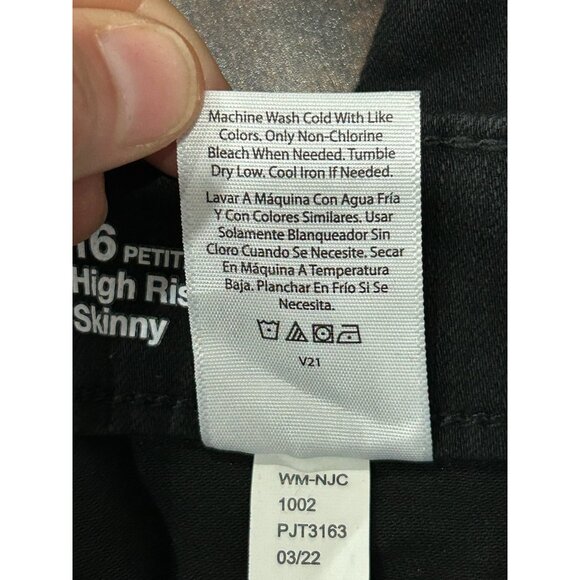 Machine Wash Cold With Like
Colors. Only Non-Chlorine
Bleach When Needed. Tumble
Dry Low. Cool Iron If Needed.
Lavar A Máquina Con Agua Fría
Y Con Colores Similares. Usar
Solamente Blanqueador Sin
Cloro Cuando Se Necesite. Secar
En Máquina A Temperatura
Baja. Planchar En Frío Si Se
Necesita.
V21
16 PETIT
High Ris
Skinny
WM-NJC
1002
PJT3163
03/22